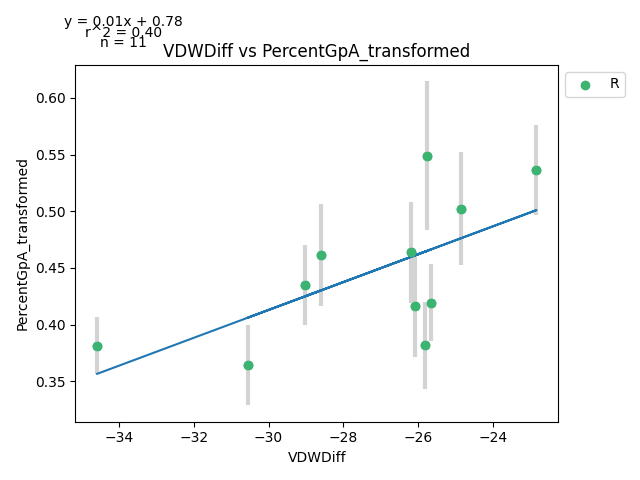 y = 0.01x + 0.78
r^2 = 0.40
n = 11
VDWDiff vs PercentGpA_transformed
R
PercentGpA_transformed
0.60
0.55
0.50
0.45
0.40
0.35
−34
−32
−30
−28
−26
−24
VDWDiff